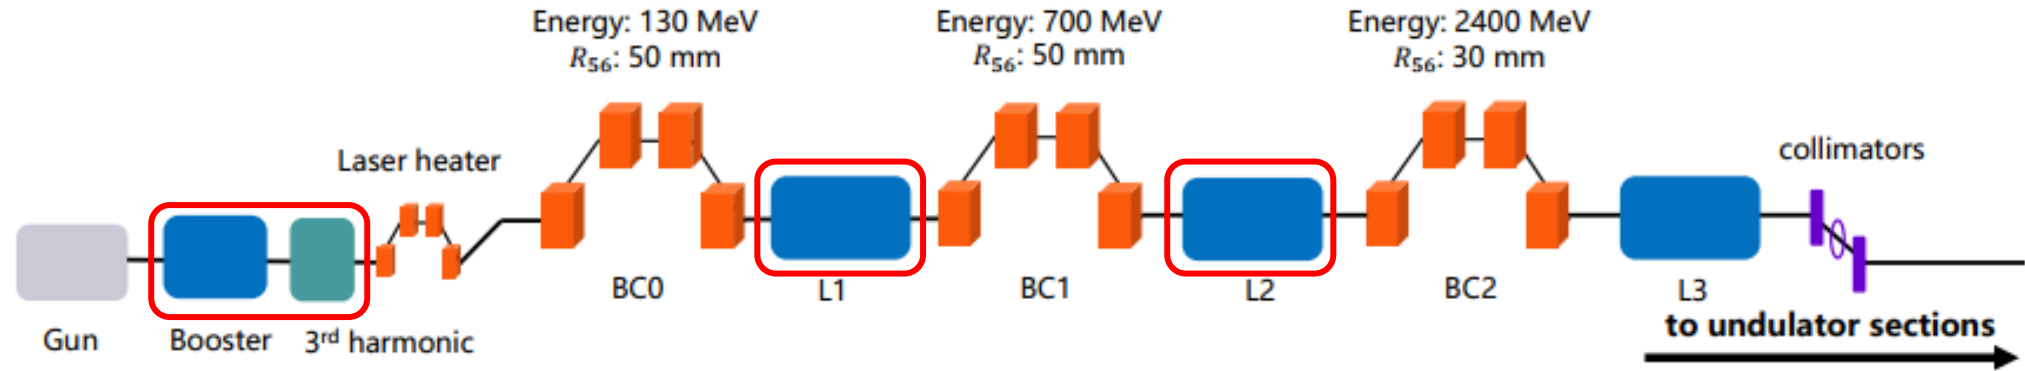 Energy: 130 MeV
R₅₆: 50 mm
Energy: 700 MeV
R₅₆: 50 mm
Energy: 2400 MeV
R₅₆: 30 mm
Laser heater
collimators
BC0
L1
BC1
L2
BC2
L3
Gun
Booster
3ʳᵈ harmonic
to undulator sections